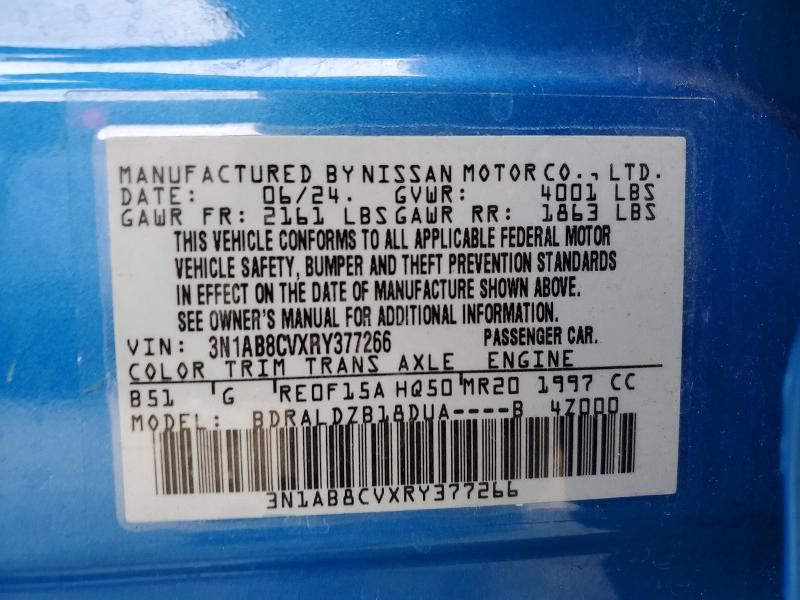 MANUFACTURED BY NISSAN MOTOR CO., LTD.
DATE: 06/24. GVWR: 4001 LBS
GAWR FR: 2161 LBS GAWR RR: 1863 LBS
THIS VEHICLE CONFORMS TO ALL APPLICABLE FEDERAL MOTOR
VEHICLE SAFETY, BUMPER AND THEFT PREVENTION STANDARDS
IN EFFECT ON THE DATE OF MANUFACTURE SHOWN ABOVE.
SEE OWNER'S MANUAL FOR ADDITIONAL INFORMATION.
VIN: 3N1AB8CVXRY377266 PASSENGER CAR.
COLOR TRIM TRANS AXLE ENGINE
B51 G RE0F15A HQ50 MR20 1997 CC
MODEL: BDRALDZB18DUA----B 4Z000
3N1AB8CVXRY377266